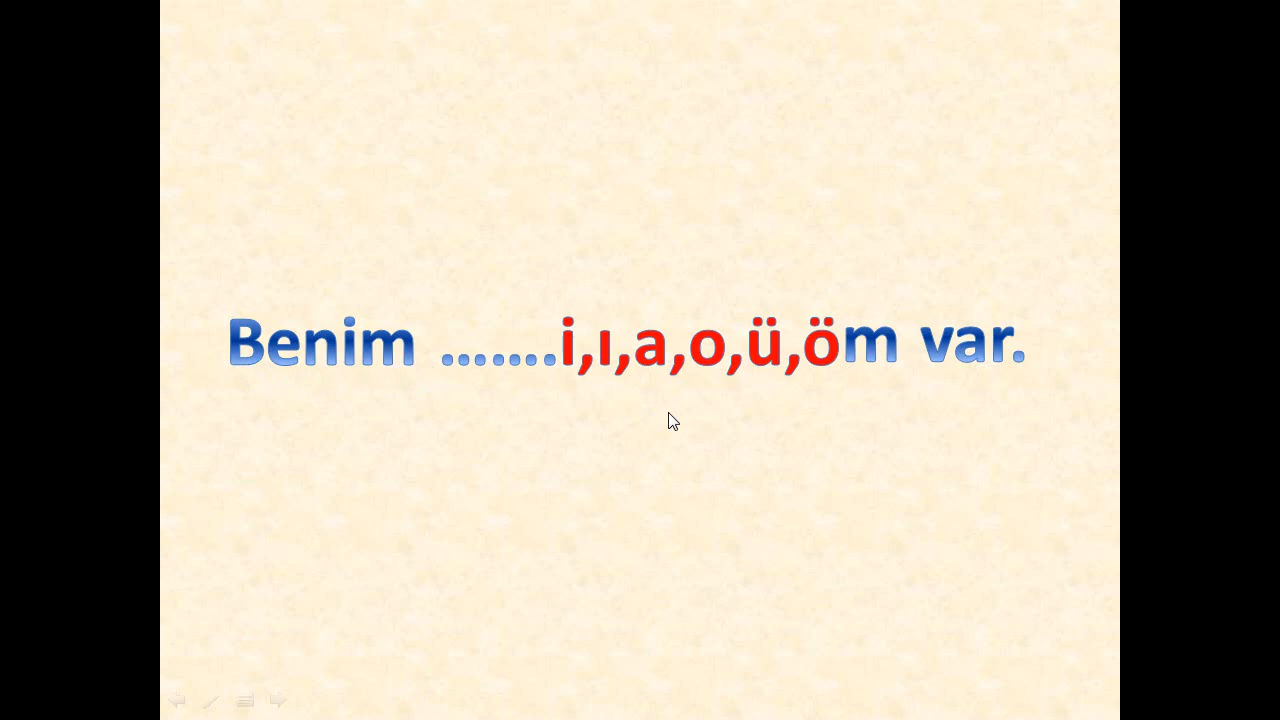 Benim …….i,ı,a,o,ü,öm var.